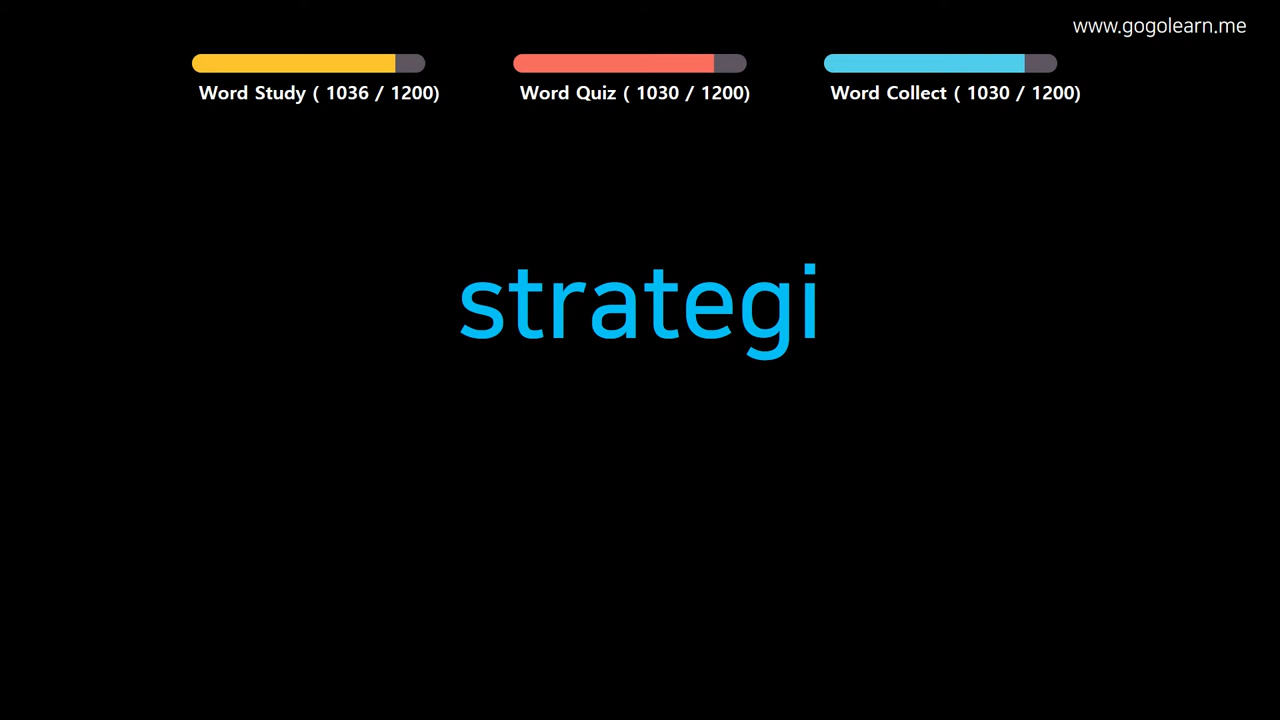 www.gogolearn.me
Word Study ( 1036 / 1200)
Word Quiz ( 1030 / 1200)
Word Collect ( 1030 / 1200)
strategi